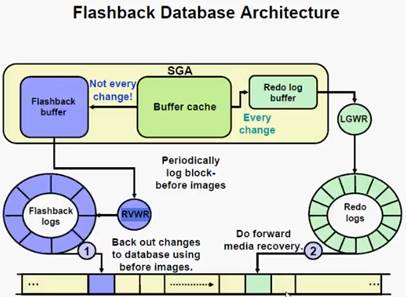 Flashback Database Architecture
SGA
Not every
change!
Flashback
buffer
Buffer cache
Redo log
buffer
Every
change
LGWR
Periodically
log block-
before images
Flashback
logs
RVWR
Redo
logs
1
Back out changes
to database using
before images.
Do forward
media recovery.
2
...
...
...